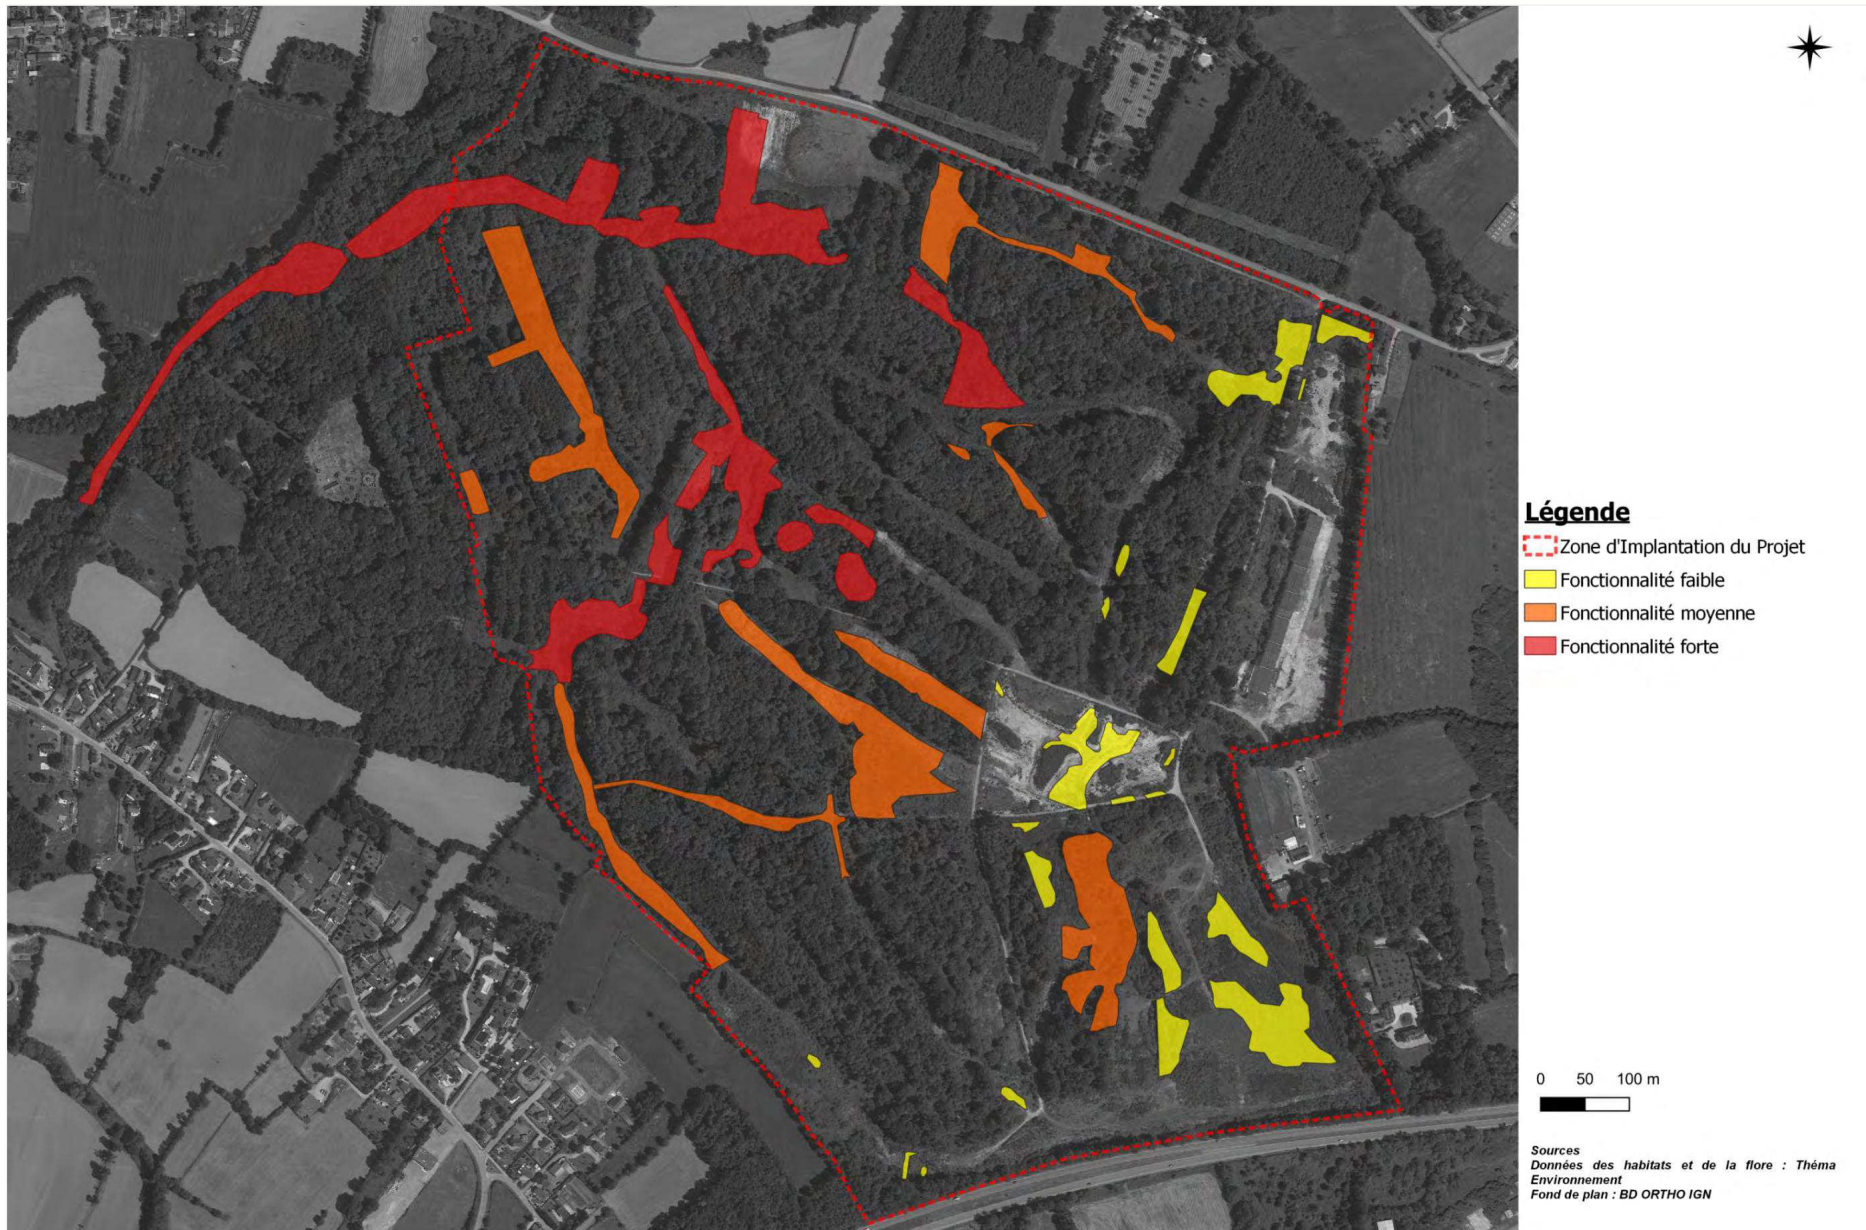 Légende
Zone d'Implantation du Projet
Fonctionnalité faible
Fonctionnalité moyenne
Fonctionnalité forte
0 50 100 m
Sources
Données des habitats et de la flore : Théma
Environnement
Fond de plan : BD ORTHO IGN